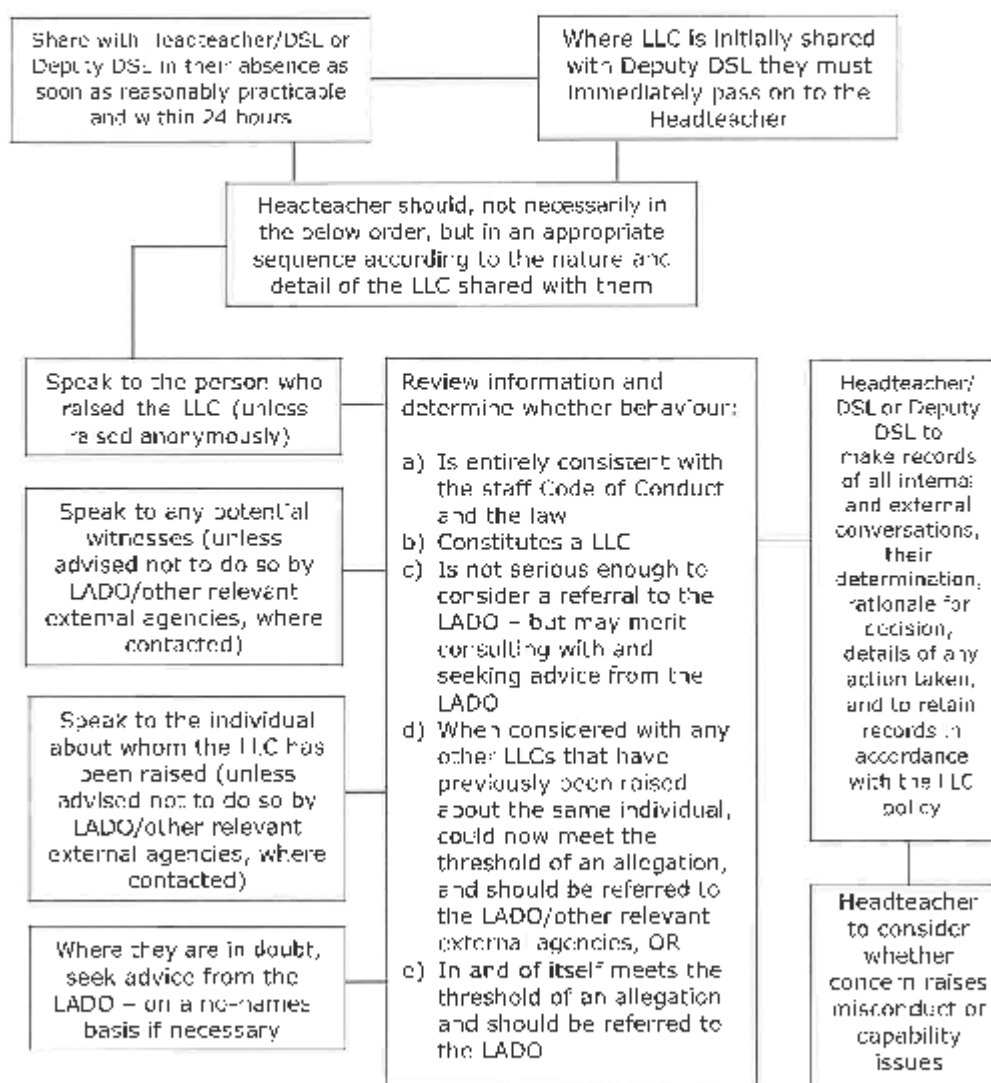 Share with Headteacher/DSL or
Deputy DSL in their absence as
soon as reasonably practicable
and within 24 hours
Where LLC is initially shared
with Deputy DSL they must
immediately pass on to the
Headteacher
Headteacher should, not necessarily in
the below order, but in an appropriate
sequence according to the nature and
detail of the LLC shared with them
Speak to the person who
raised the LLC (unless
raised anonymously)
Speak to any potential
witnesses (unless
advised not to do so by
LADO/other relevant
external agencies, where
contacted)
Speak to the individual
about whom the LLC has
been raised (unless
advised not to do so by
LADO/other relevant
external agencies, where
contacted)
Where they are in doubt,
seek advice from the
LADO – on a no-names
basis if necessary
Review information and
determine whether behaviour:
a) Is entirely consistent with
the staff Code of Conduct
and the law
b) Constitutes a LLC
c) Is not serious enough to
consider a referral to the
LADO – but may merit
consulting with and
seeking advice from the
LADO
d) When considered with any
other LLCs that have
previously been raised
about the same individual,
could now meet the
threshold of an allegation,
and should be referred to
the LADO/other relevant
external agencies, OR
e) In and of itself meets the
threshold of an allegation
and should be referred to
the LADO
Headteacher/
DSL or Deputy
DSL to
make records
of all internal
and external
conversations,
their
determination,
rationale for
decision,
details of any
action taken,
and to retain
records in
accordance
with the LLC
policy
Headteacher
to consider
whether
concern raises
misconduct or
capability
issues